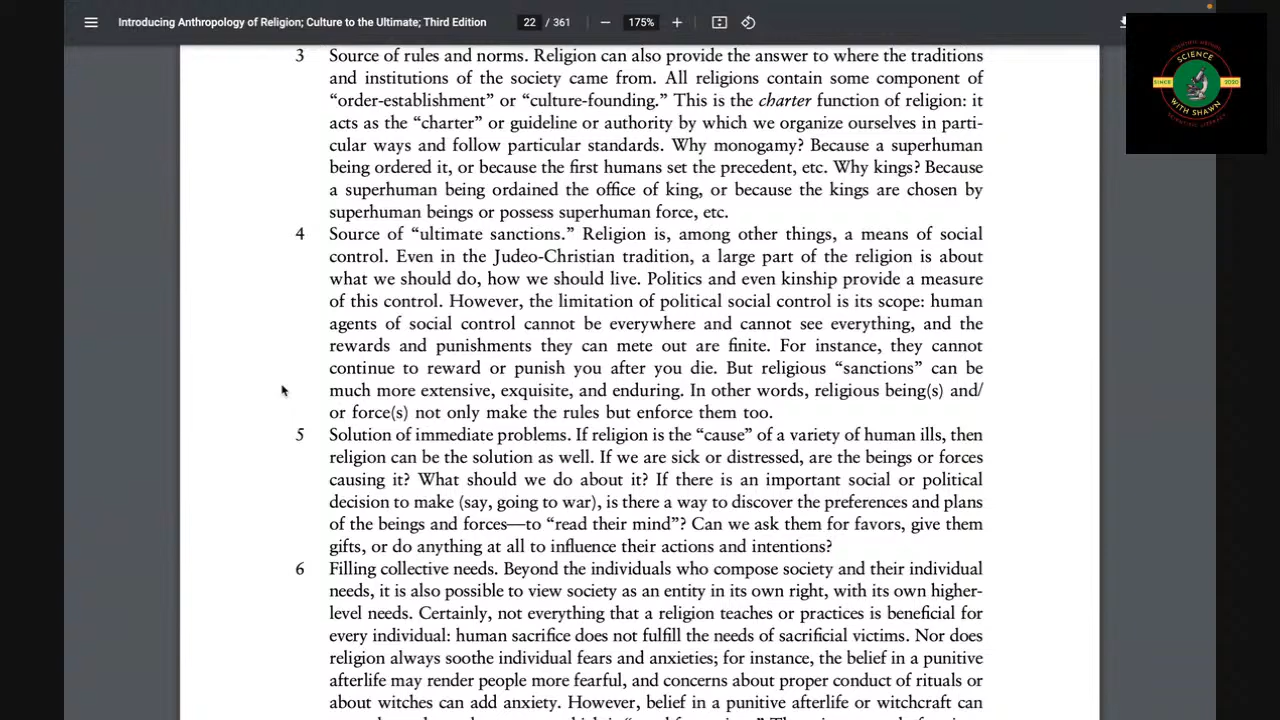 Introducing Anthropology of Religion; Culture to the Ultimate; Third Edition 22 / 361 175%
SCIENTIFIC METHOD
SCIENCE
SINCE 2020
WITH SHAWN
SCIENTIFIC LITERACY
3 Source of rules and norms. Religion can also provide the answer to where the traditions
and institutions of the society came from. All religions contain some component of
“order-establishment” or “culture-founding.” This is the charter function of religion: it
acts as the “charter” or guideline or authority by which we organize ourselves in parti-
cular ways and follow particular standards. Why monogamy? Because a superhuman
being ordered it, or because the first humans set the precedent, etc. Why kings? Because
a superhuman being ordained the office of king, or because the kings are chosen by
superhuman beings or possess superhuman force, etc.
4 Source of “ultimate sanctions.” Religion is, among other things, a means of social
control. Even in the Judeo-Christian tradition, a large part of the religion is about
what we should do, how we should live. Politics and even kinship provide a measure
of this control. However, the limitation of political social control is its scope: human
agents of social control cannot be everywhere and cannot see everything, and the
rewards and punishments they can mete out are finite. For instance, they cannot
continue to reward or punish you after you die. But religious “sanctions” can be
much more extensive, exquisite, and enduring. In other words, religious being(s) and/
or force(s) not only make the rules but enforce them too.
5 Solution of immediate problems. If religion is the “cause” of a variety of human ills, then
religion can be the solution as well. If we are sick or distressed, are the beings or forces
causing it? What should we do about it? If there is an important social or political
decision to make (say, going to war), is there a way to discover the preferences and plans
of the beings and forces—to “read their mind”? Can we ask them for favors, give them
gifts, or do anything at all to influence their actions and intentions?
6 Filling collective needs. Beyond the individuals who compose society and their individual
needs, it is also possible to view society as an entity in its own right, with its own higher-
level needs. Certainly, not everything that a religion teaches or practices is beneficial for
every individual: human sacrifice does not fulfill the needs of sacrificial victims. Nor does
religion always soothe individual fears and anxieties; for instance, the belief in a punitive
afterlife may render people more fearful, and concerns about proper conduct of rituals or
about witches can add anxiety. However, belief in a punitive afterlife or witchcraft can